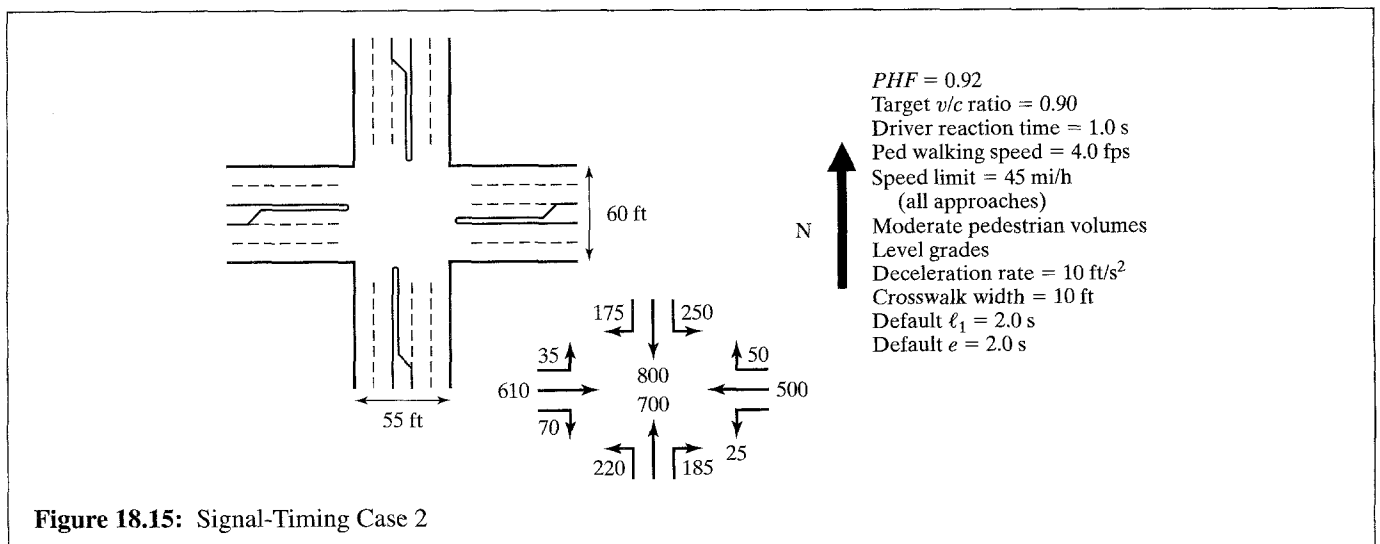 PHF = 0.92
Target v/c ratio = 0.90
Driver reaction time = 1.0 s
Ped walking speed = 4.0 fps
Speed limit = 45 mi/h
(all approaches)
Moderate pedestrian volumes
Level grades
Deceleration rate = 10 ft/s²
Crosswalk width = 10 ft
Default ℓ₁ = 2.0 s
Default e = 2.0 s
60 ft
N
55 ft
175
250
35
50
800
610
500
700
70
25
220
185
Figure 18.15: Signal-Timing Case 2